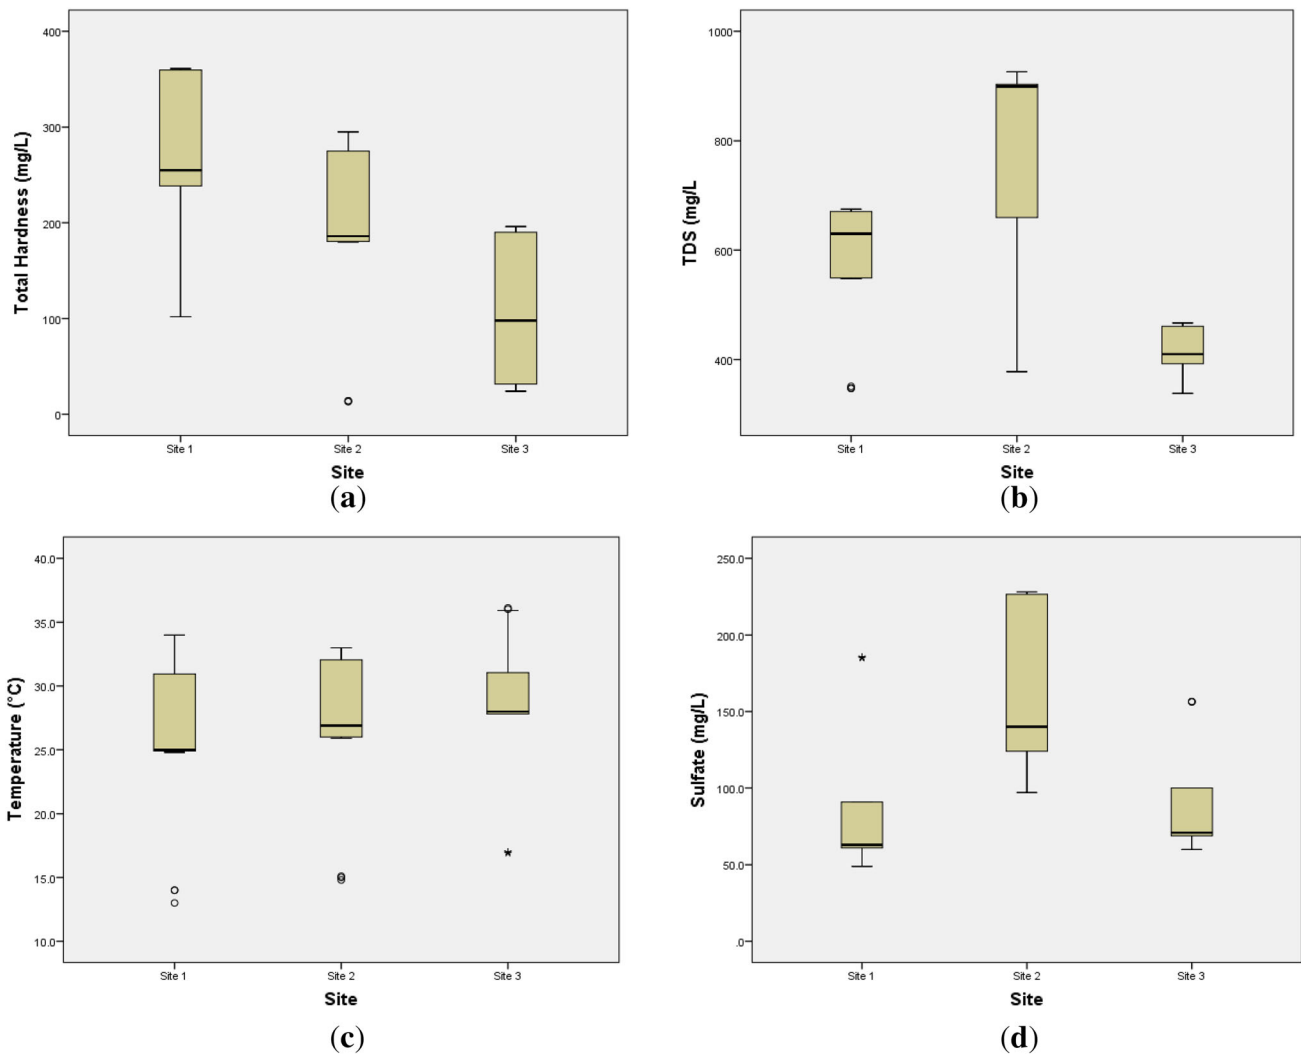 400
300
200
100
0
Total Hardness (mg/L)
Site 1
Site 2
Site 3
Site
(a)
1000
800
600
400
TDS (mg/L
Site 1
Site 2
Site 3
Site
(b)
40.0
35.0
30.0
25.0
20.0
15.0
10.0
Temperature (°C)
Site 1
Site 2
Site 3
Site
(c)
250.0
200.0
150.0
100.0
50.0
.0
Sulfate (mg/L)
Site 1
Site 2
Site 3
Site
(d)